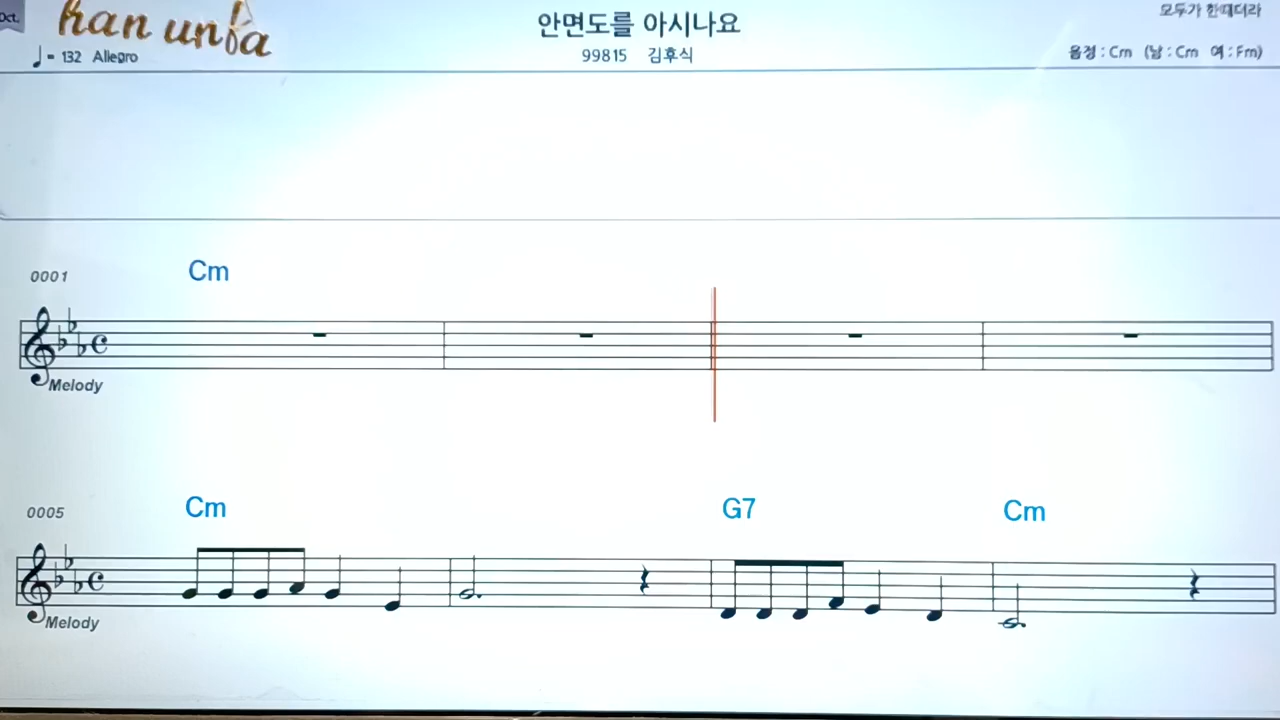 Oct.
han unba
안면도를 아시나요
모두가 한때더라
♩= 132 Allegro
99815 김후식
음정 : Cm (남 : Cm 여 : Fm)
0001
Cm
Melody
0005
Cm
G7
Cm
Melody